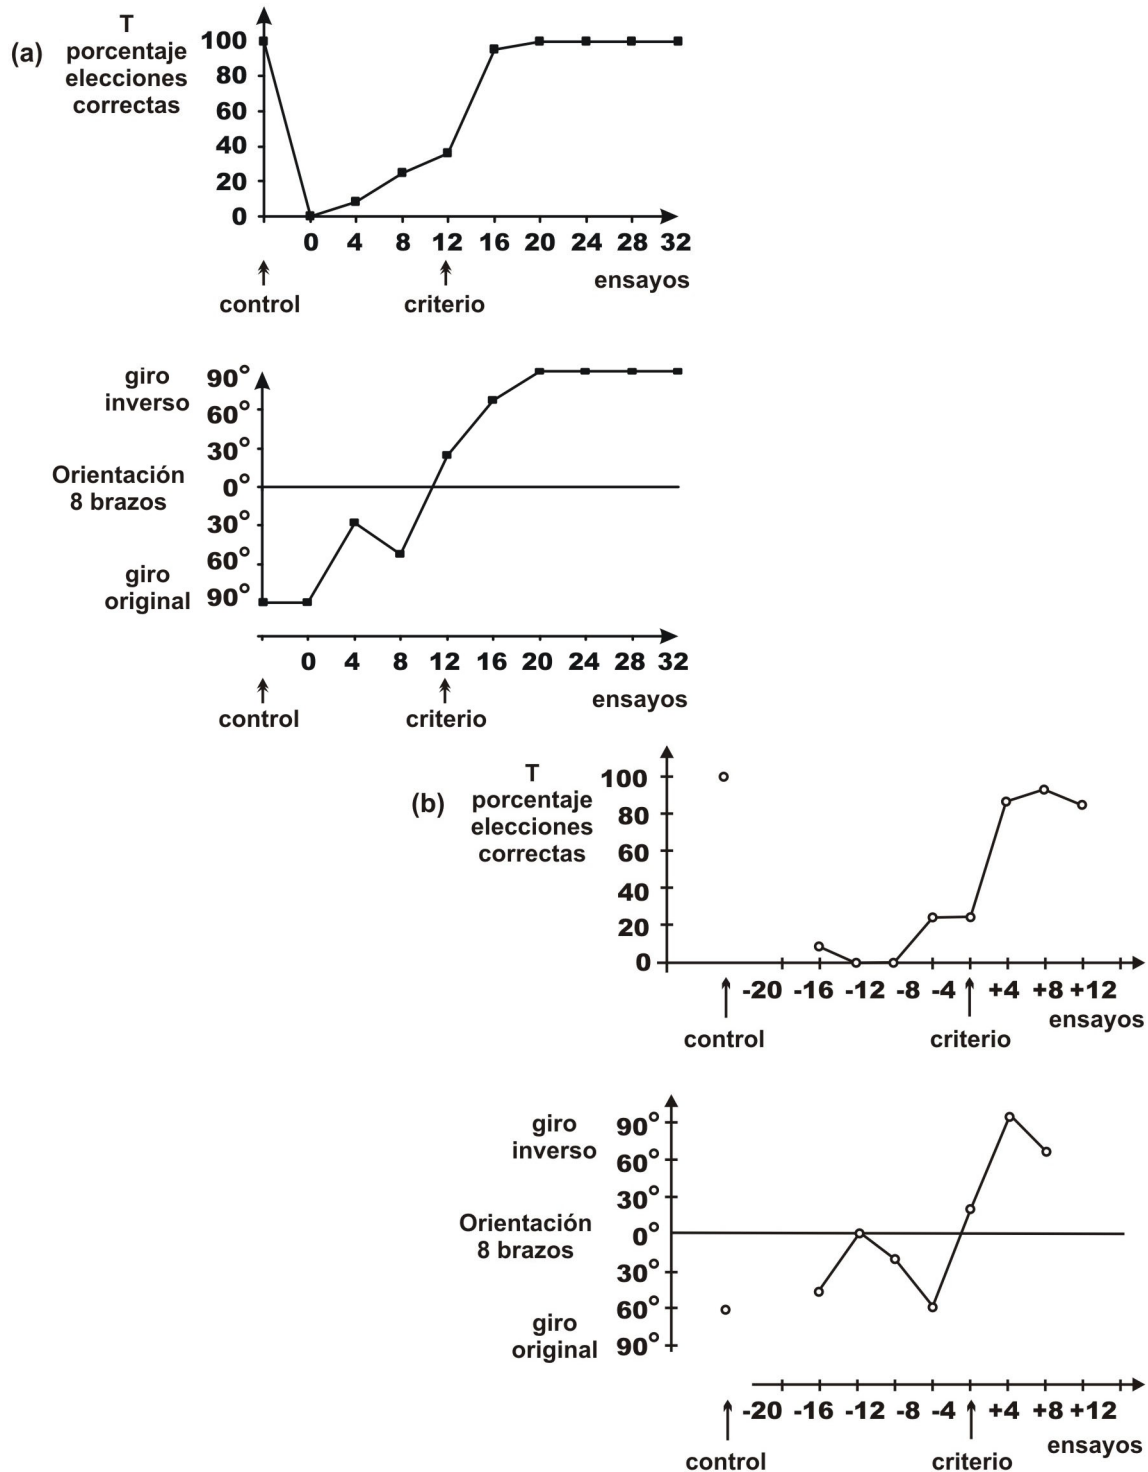 (a)
T
porcentaje
elecciones
correctas
100
80
60
40
20
0
0 4 8 12 16 20 24 28 32
ensayos
control
criterio
giro
inverso
Orientación
8 brazos
giro
original
90°
60°
30°
0°
30°
60°
90°
0 4 8 12 16 20 24 28 32
ensayos
control
criterio
(b)
T
porcentaje
elecciones
correctas
100
80
60
40
20
0
-20 -16 -12 -8 -4 +4 +8 +12
ensayos
control
criterio
giro
inverso
Orientación
8 brazos
giro
original
90°
60°
30°
0°
30°
60°
90°
-20 -16 -12 -8 -4 +4 +8 +12
ensayos
control
criterio